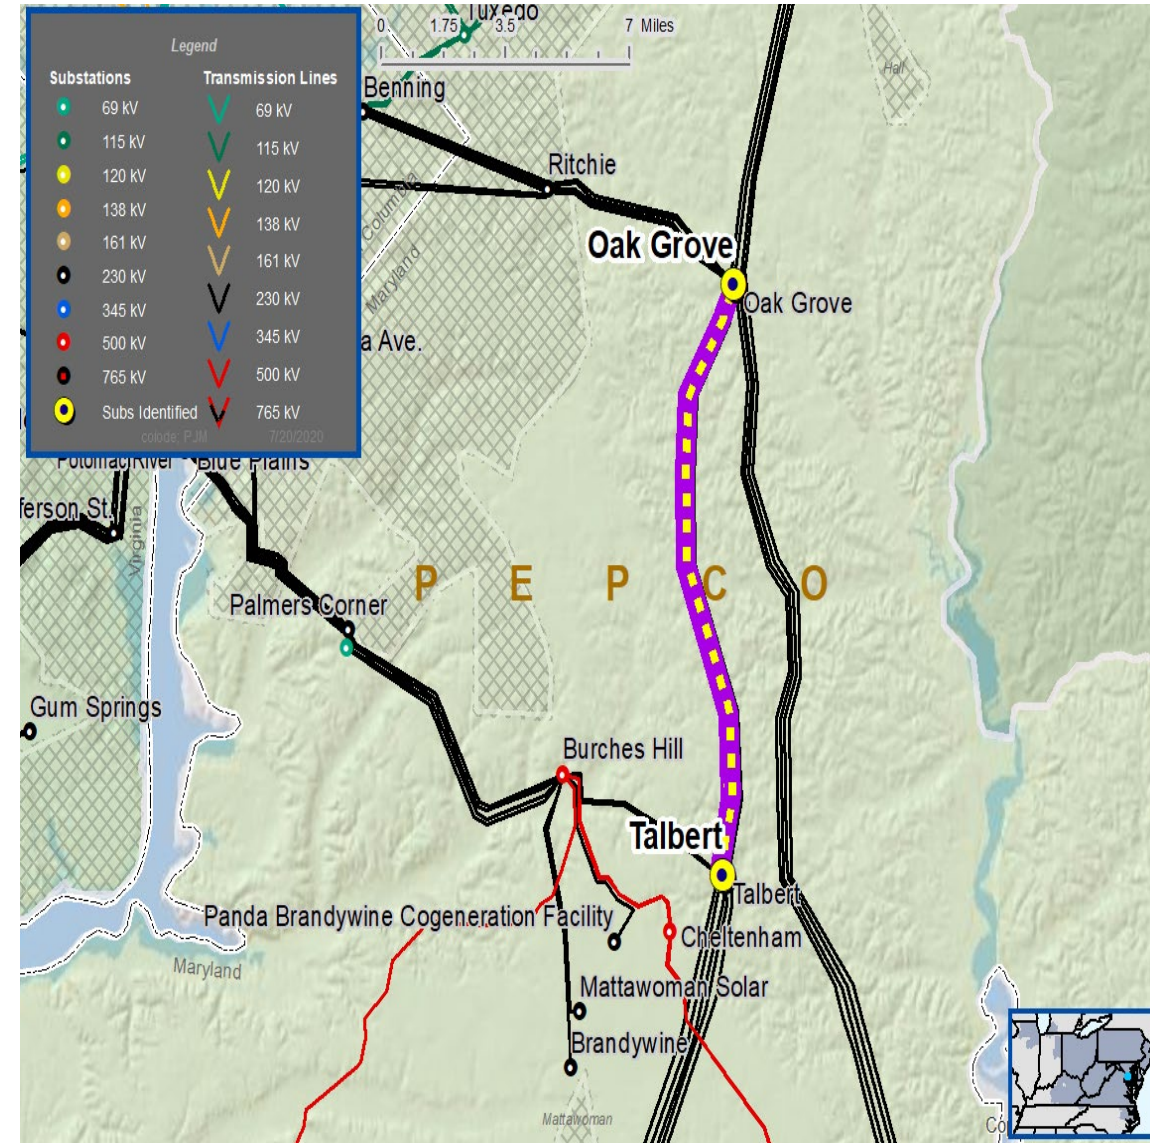 Legend
Substations
69 kV
115 kV
120 kV
138 kV
161 kV
230 kV
345 kV
500 kV
765 kV
Subs Identified
Transmission Lines
69 kV
115 kV
120 kV
138 kV
161 kV
230 kV
345 kV
500 kV
765 kV
colode; PJM 7/20/2020
0 1.75 3.5 7 Miles
Tuxedo
Benning
Hall
Ritchie
Columbia
Maryland
Oak Grove
Oak Grove
a Ave.
Potomac River
Blue Plains
ferson St.
Virginia
P E P C O
Palmers Corner
Gum Springs
Burches Hill
Talbert
Talbert
Panda Brandywine Cogeneration Facility
Cheltenham
Maryland
Mattawoman Solar
Brandywine
Mattawoman
Co